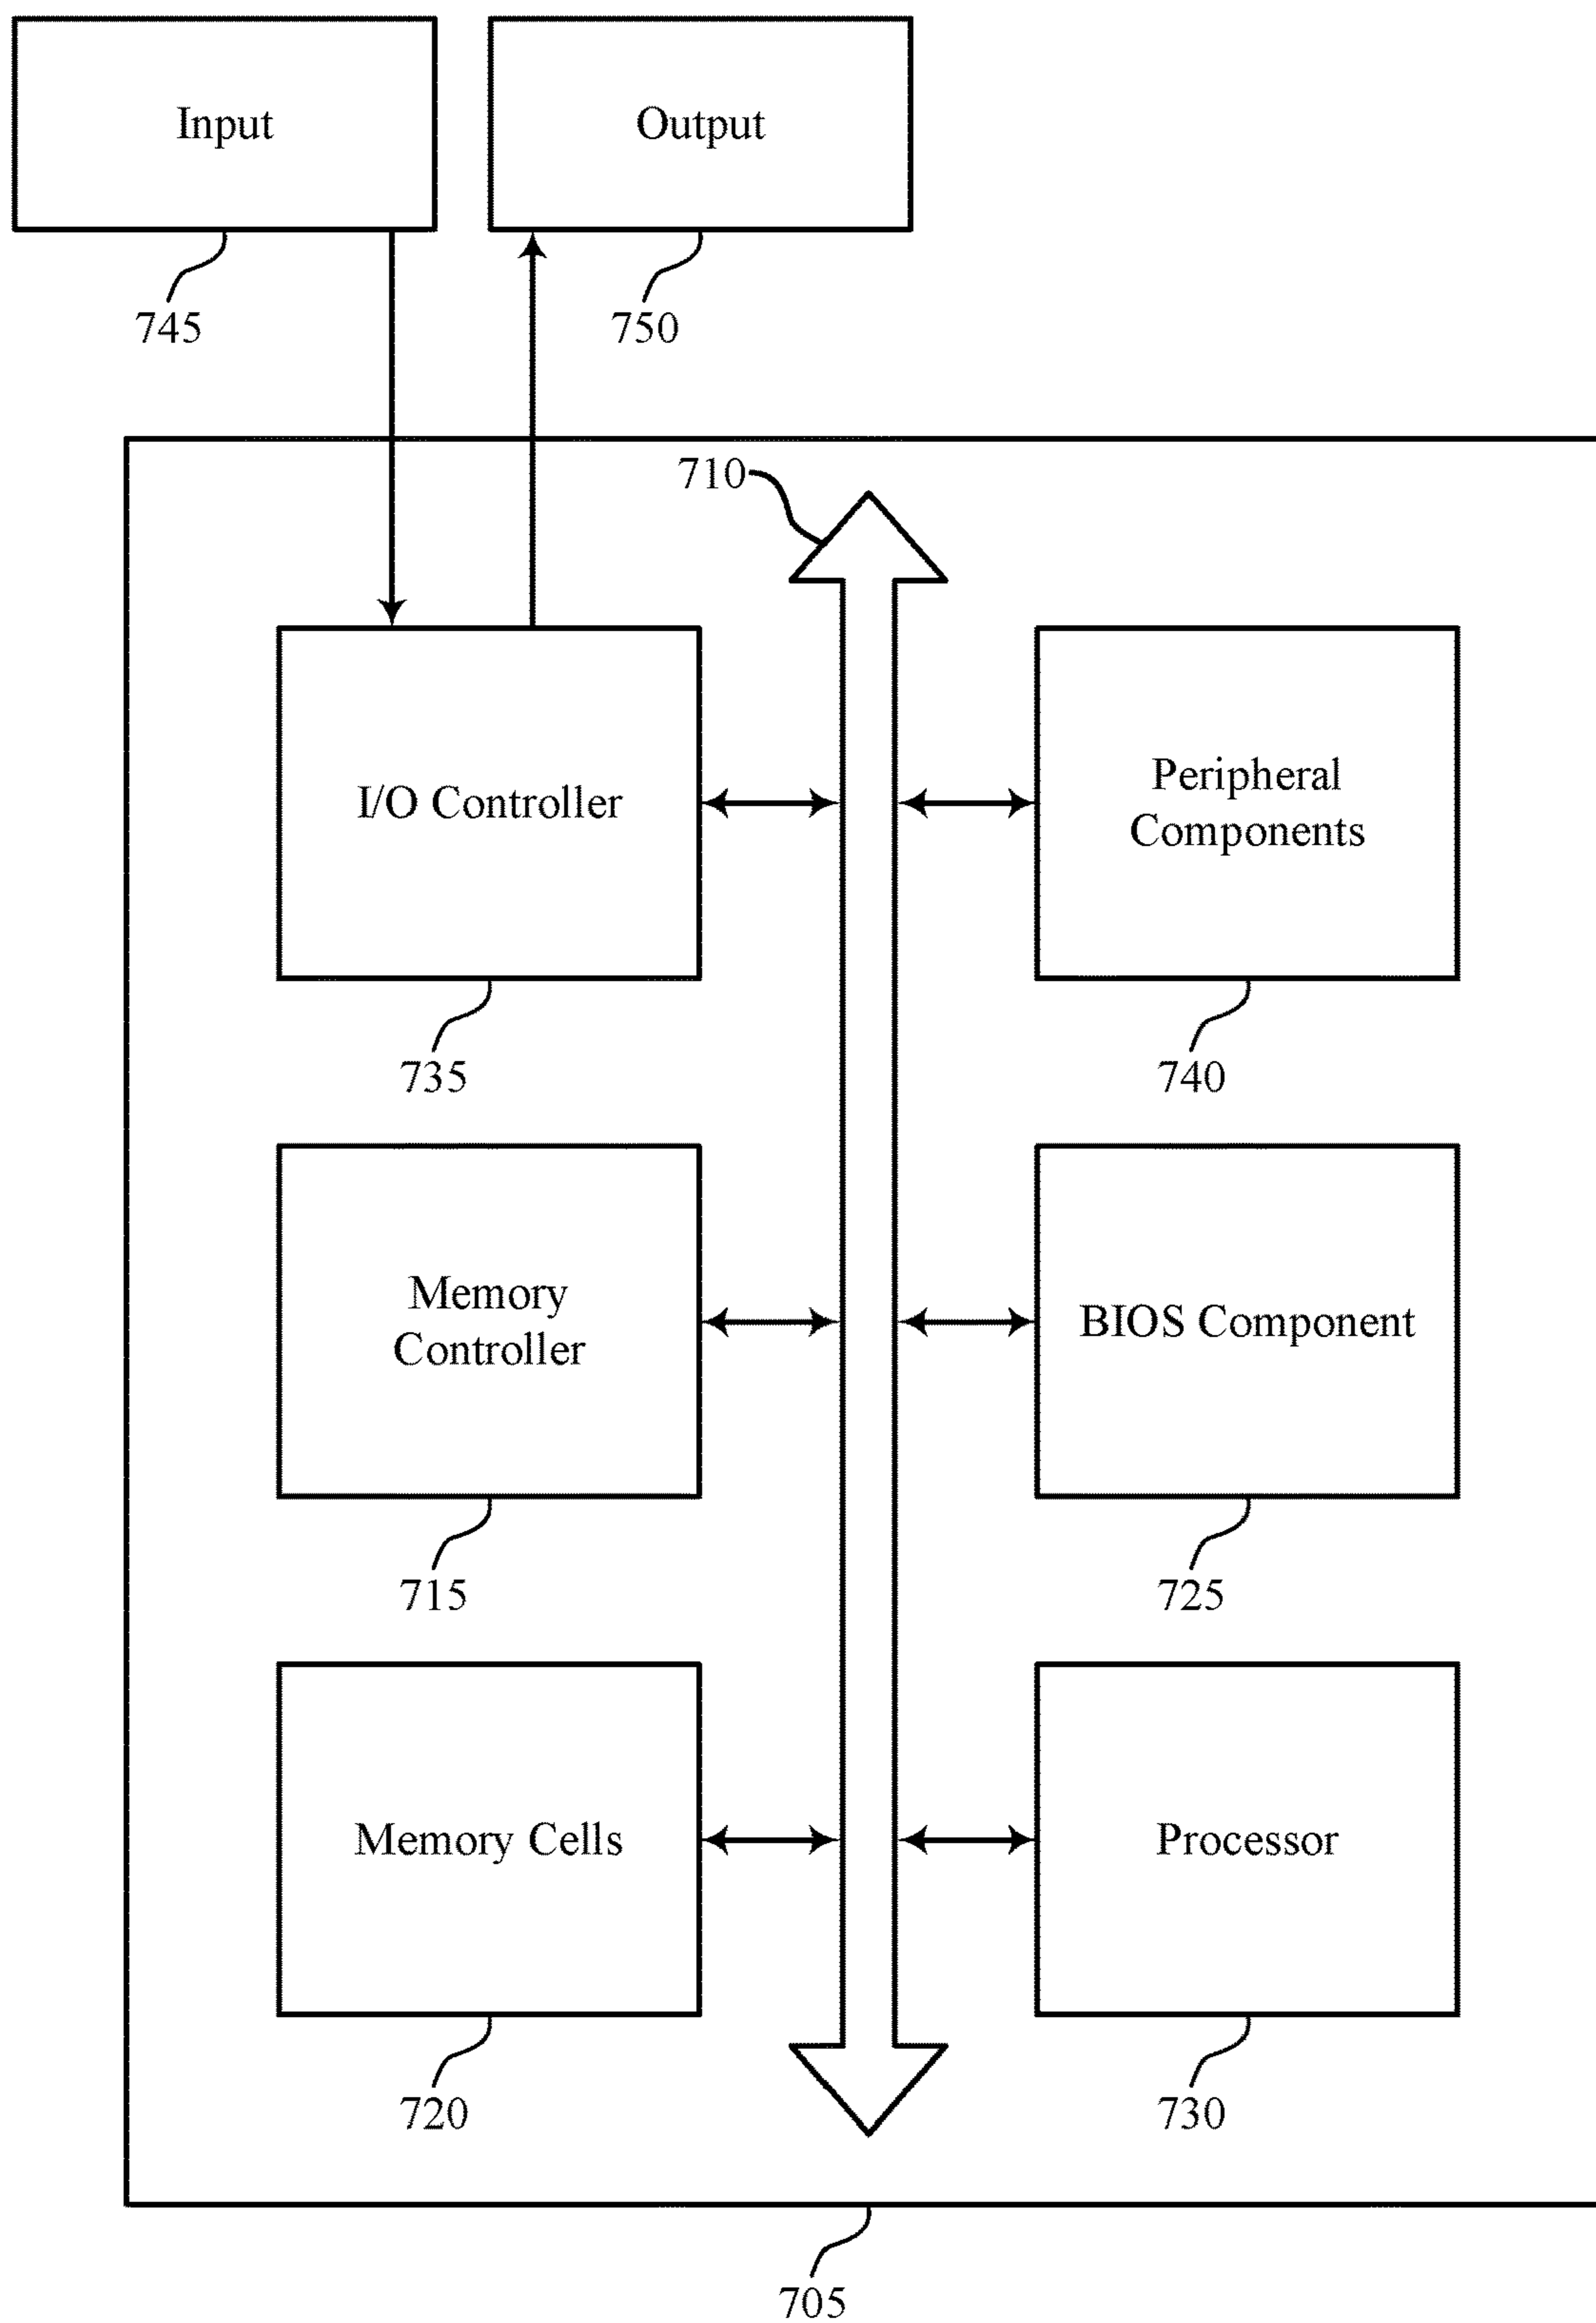 Input
Output
745
750
710
I/O Controller
Peripheral
Components
735
740
Memory
Controller
BIOS Component
715
725
Memory Cells
Processor
720
730
705